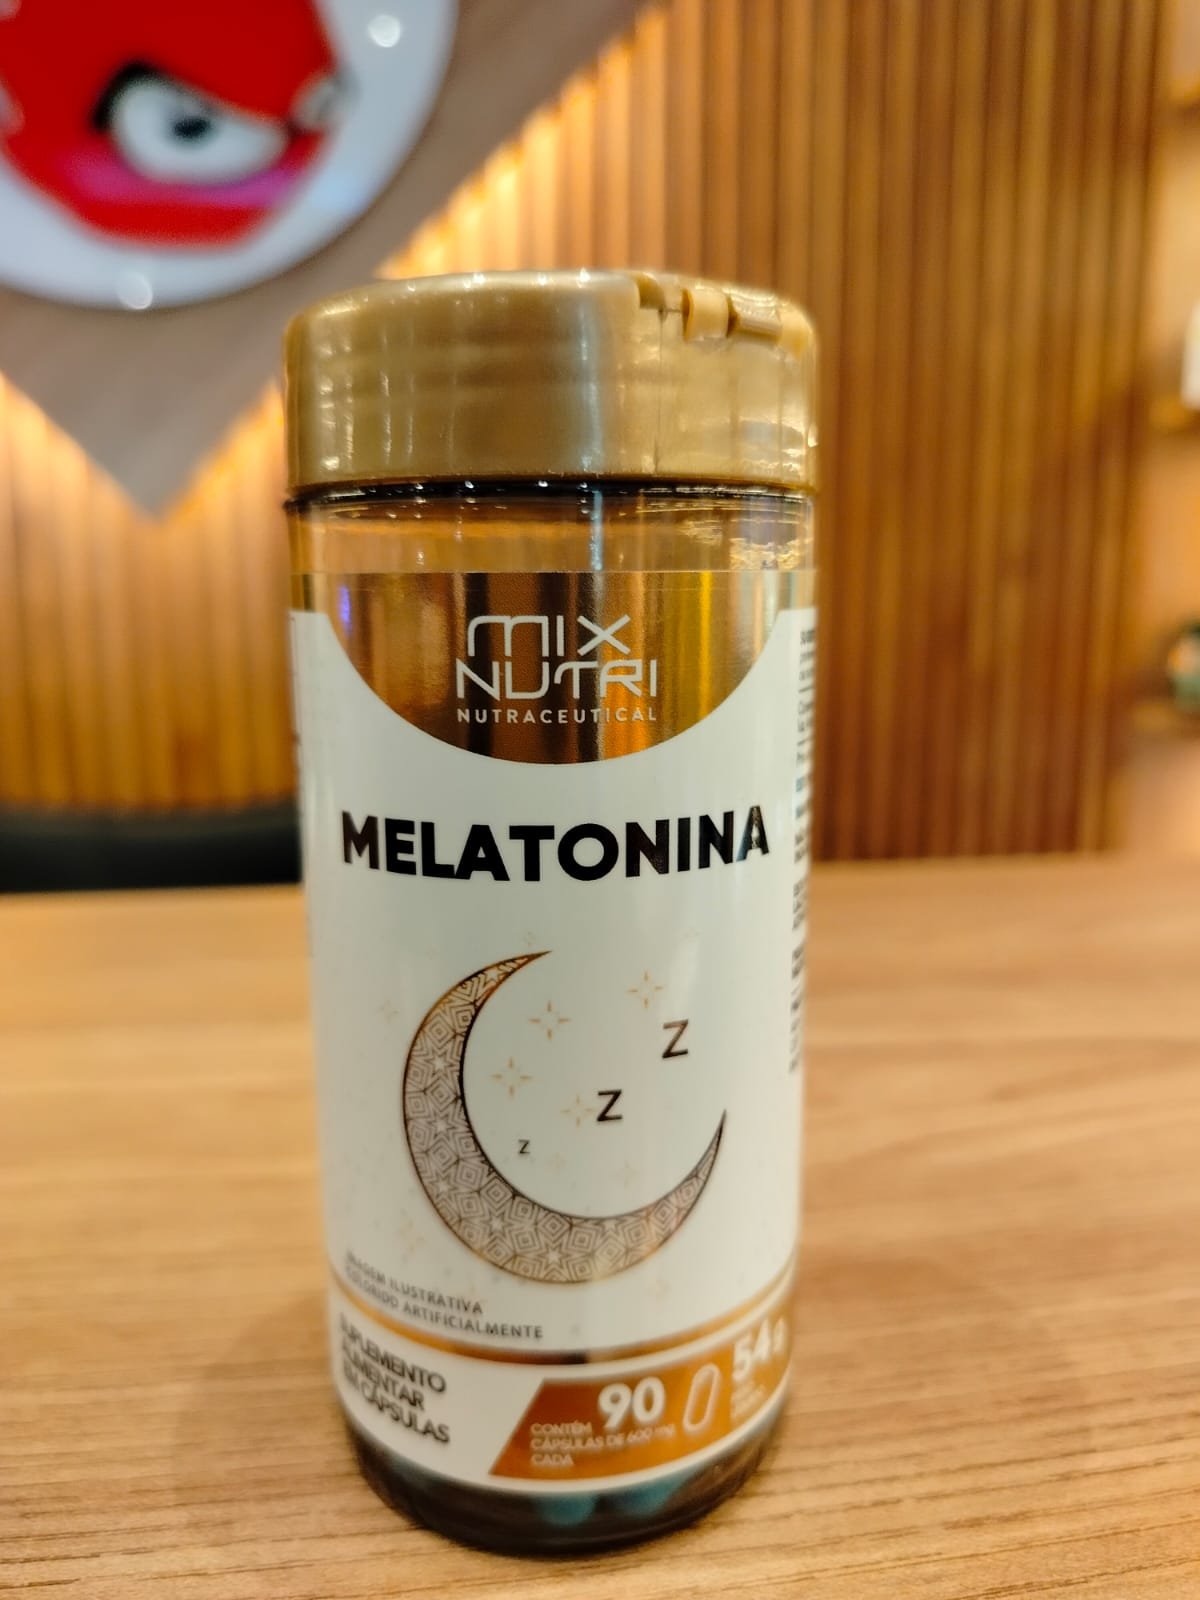 MIX
NUTRI
NUTRACEUTICAL
MELATONINA
z
Z
Z
IMAGEM ILUSTRATIVA
COLORIDO ARTIFICIALMENTE
SUPLEMENTO
ALIMENTAR
EM CÁPSULAS
CONTÉM 90
CÁPSULAS DE 600 mg
CADA
54 g